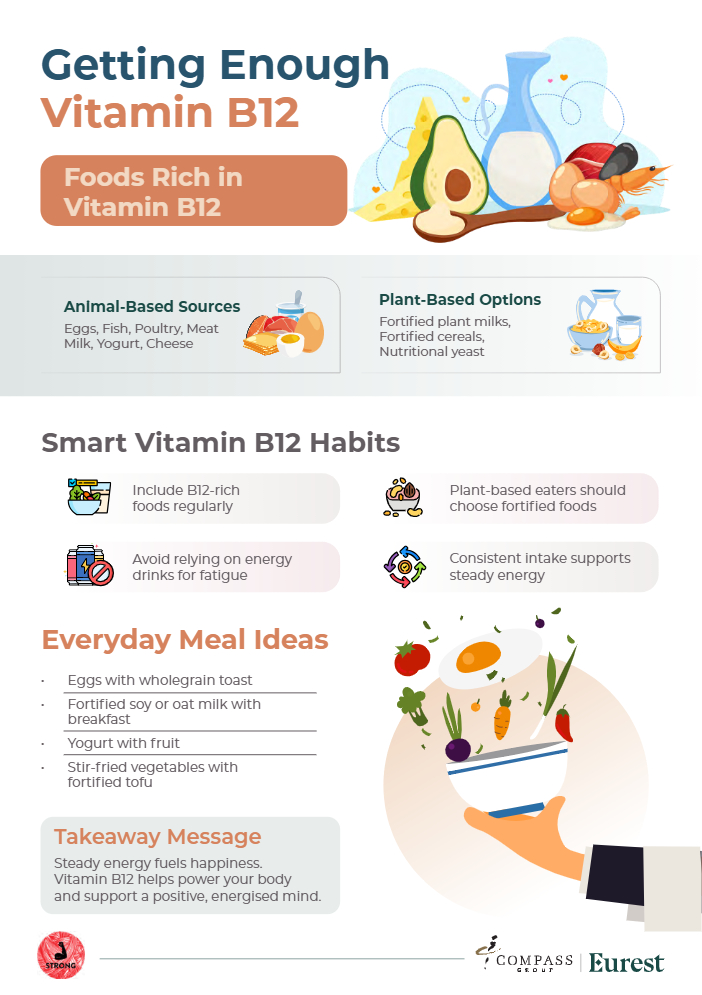 Getting Enough
Vitamin B12
Foods Rich in
Vitamin B12
Animal-Based Sources
Eggs, Fish, Poultry, Meat
Milk, Yogurt, Cheese
Plant-Based Options
Fortified plant milks,
Fortified cereals,
Nutritional yeast
Smart Vitamin B12 Habits
Include B12-rich
foods regularly
Plant-based eaters should
choose fortified foods
Avoid relying on energy
drinks for fatigue
Consistent intake supports
steady energy
Everyday Meal Ideas
• Eggs with wholegrain toast
• Fortified soy or oat milk with
breakfast
• Yogurt with fruit
• Stir-fried vegetables with
fortified tofu
Takeaway Message
Steady energy fuels happiness.
Vitamin B12 helps power your body
and support a positive, energised mind.
STRONG
COMPASS
GROUP
Eurest